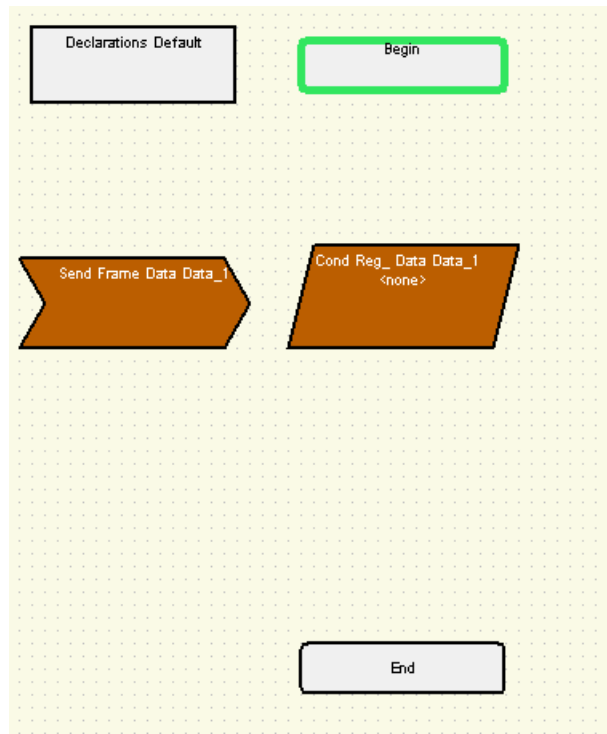 Declarations Default
Begin
Send Frame Data Data_1
Cond Reg_ Data Data_1
<none>
End